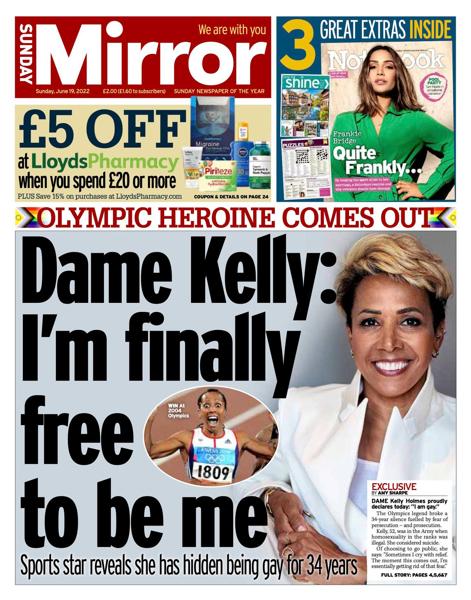 SUNDAY
Mirror
We are with you
Sunday, June 19, 2022
£2.00 (£1.60 to subscribers)
SUNDAY NEWSPAPER OF THE YEAR
3 GREAT EXTRAS INSIDE
Notebook
shine
Frankie
Bridge
Quite
Frankly...
£5 OFF
at LloydsPharmacy
when you spend £20 or more
PLUS Save 15% on purchases at LloydsPharmacy.com
COUPON & DETAILS ON PAGE 24
Migraine
Piriteze
OLYMPIC HEROINE COMES OUT
Dame Kelly:
I'm finally
free
to be me
WIN At
2004
Olympics
ATHENS 2004
1809
Sports star reveals she has hidden being gay for 34 years
EXCLUSIVE
BY AMY SHARPE
DAME Kelly Holmes proudly
declares today: "I am gay."
The Olympics legend broke a
34-year silence fuelled by fear of
persecution – and prosecution.
Kelly, 52, was in the Army when
homosexuality in the ranks was
illegal. She considered suicide.
Of choosing to go public, she
says: "Sometimes I cry with relief.
The moment this comes out, I'm
essentially getting rid of that fear."
FULL STORY: PAGES 4,5,6&7